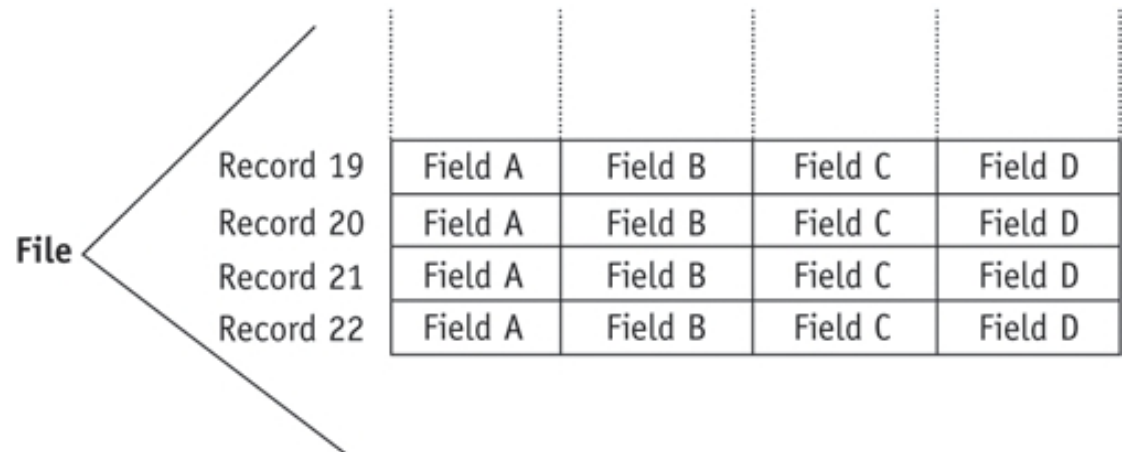 Record 19 Field A Field B Field C Field D
Record 20 Field A Field B Field C Field D
File
Record 21 Field A Field B Field C Field D
Record 22 Field A Field B Field C Field D